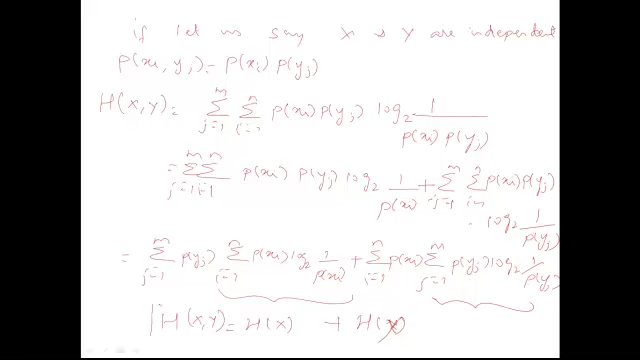 if let us say X & Y are independent
P(xi, yj) = P(xi) P(yj)
H(X,Y) = ∑_{j=1}^{m} ∑_{i=1}^{n} P(xi) P(yj) log2 1/(P(xi) P(yj))
= ∑_{j=1}^{m} ∑_{i=1}^{n} P(xi) P(yj) log2 1/P(xi) + ∑_{j=1}^{m} ∑_{i=1}^{n} P(xi) P(yj)
· log2 1/P(yj)
= ∑_{j=1}^{m} P(yj) ∑_{i=1}^{n} P(xi) log2 1/P(xi) + ∑_{i=1}^{n} P(xi) ∑_{j=1}^{m} P(yj) log2 1/P(yj)
H(X,Y) = H(X) + H(Y)